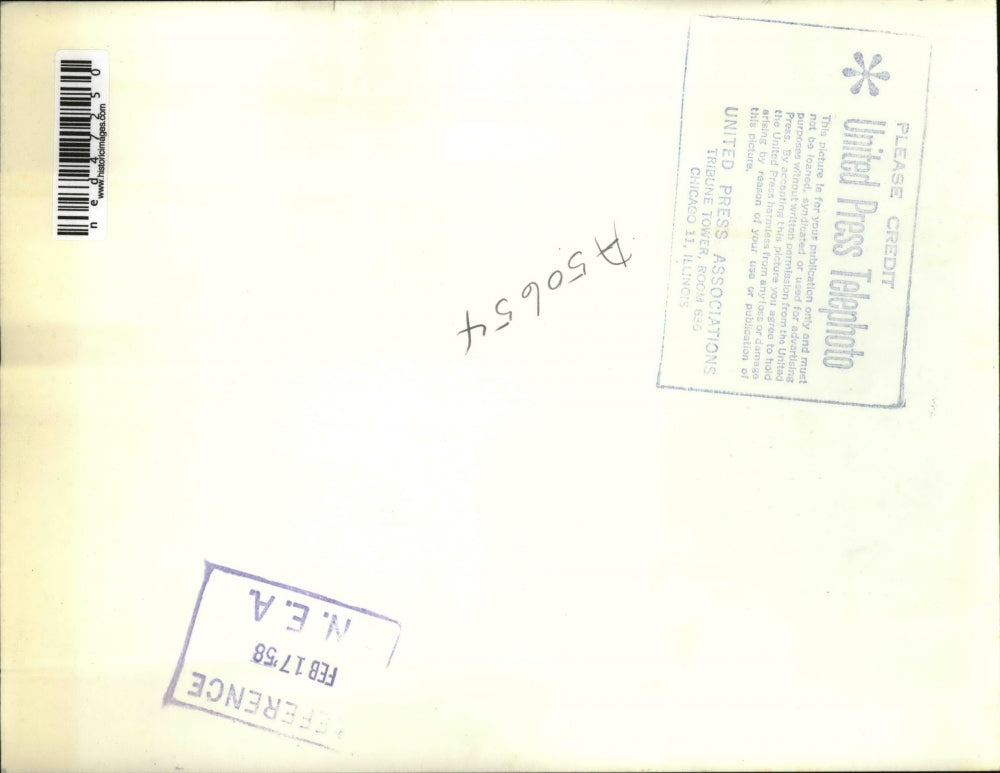 ned47250
www.historicimages.com
PLEASE CREDIT
United Press Telephoto
This picture is for your publication only and must
not be loaned, syndicated or used for advertising
purposes without written permission from the United
Press. By accepting this picture you agree to hold
the United Press harmless from any loss or damage
arising by reason of your use or publication of
this picture.
UNITED PRESS ASSOCIATIONS
TRIBUNE TOWER, ROOM 635
CHICAGO 11, ILLINOIS
A50654
REFERENCE
FEB 17 '58
N.E.A.